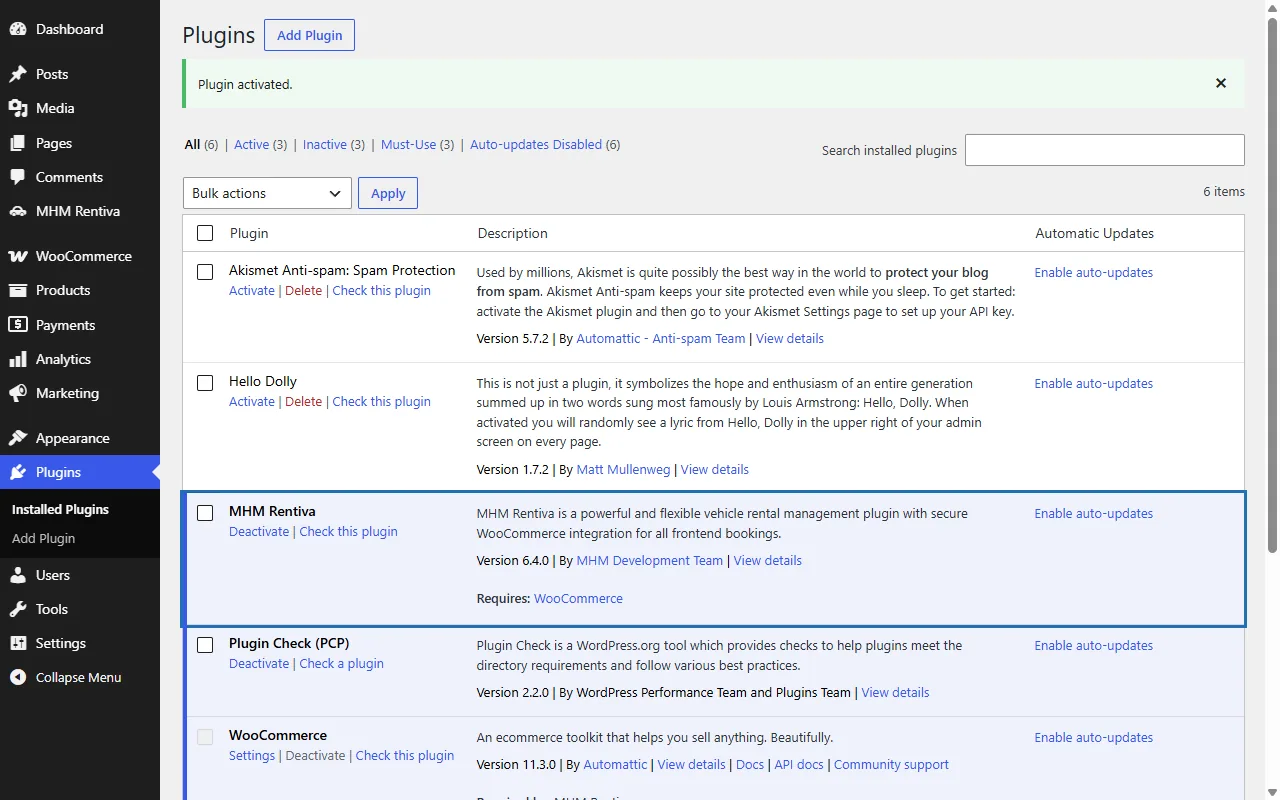 Dashboard
Posts
Media
Pages
Comments
MHM Rentiva
WooCommerce
Products
Payments
Analytics
Marketing
Appearance
Plugins
Installed Plugins
Add Plugin
Users
Tools
Settings
Collapse Menu
Plugins
Add Plugin
Plugin activated.
All (6) | Active (3) | Inactive (3) | Must-Use (3) | Auto-updates Disabled (6)
Search installed plugins
Bulk actions
Apply
6 items
Plugin
Description
Automatic Updates
Akismet Anti-spam: Spam Protection
Activate | Delete | Check this plugin
Used by millions, Akismet is quite possibly the best way in the world to protect your blog
from spam. Akismet Anti-spam keeps your site protected even while you sleep. To get started:
activate the Akismet plugin and then go to your Akismet Settings page to set up your API key.
Version 5.7.2 | By Automattic - Anti-spam Team | View details
Enable auto-updates
Hello Dolly
Activate | Delete | Check this plugin
This is not just a plugin, it symbolizes the hope and enthusiasm of an entire generation
summed up in two words sung most famously by Louis Armstrong: Hello, Dolly. When
activated you will randomly see a lyric from Hello, Dolly in the upper right of your admin
screen on every page.
Version 1.7.2 | By Matt Mullenweg | View details
Enable auto-updates
MHM Rentiva
Deactivate | Check this plugin
MHM Rentiva is a powerful and flexible vehicle rental management plugin with secure
WooCommerce integration for all frontend bookings.
Version 6.4.0 | By MHM Development Team | View details
Requires: WooCommerce
Enable auto-updates
Plugin Check (PCP)
Deactivate | Check a plugin
Plugin Check is a WordPress.org tool which provides checks to help plugins meet the
directory requirements and follow various best practices.
Version 2.2.0 | By WordPress Performance Team and Plugins Team | View details
Enable auto-updates
WooCommerce
Settings | Deactivate | Check this plugin
An ecommerce toolkit that helps you sell anything. Beautifully.
Version 11.3.0 | By Automattic | View details | Docs | API docs | Community support
Enable auto-updates